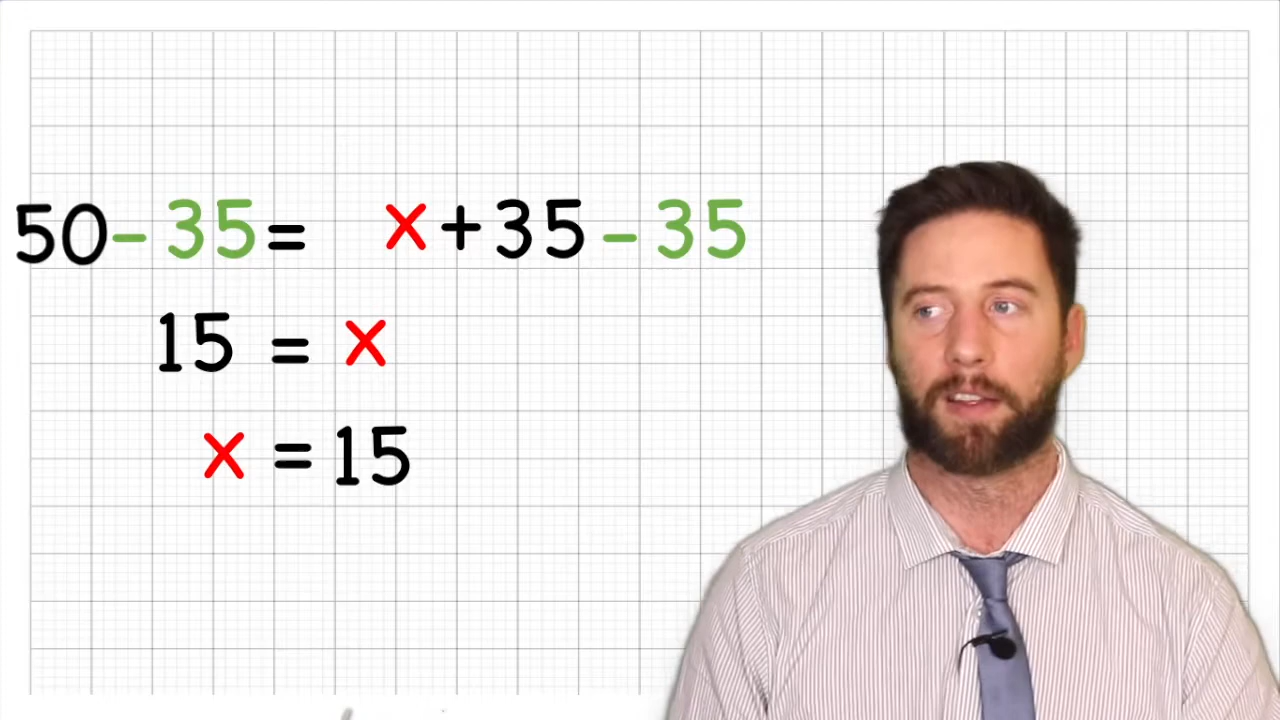 50 - 35 = x + 35 - 35
15 = x
x = 15